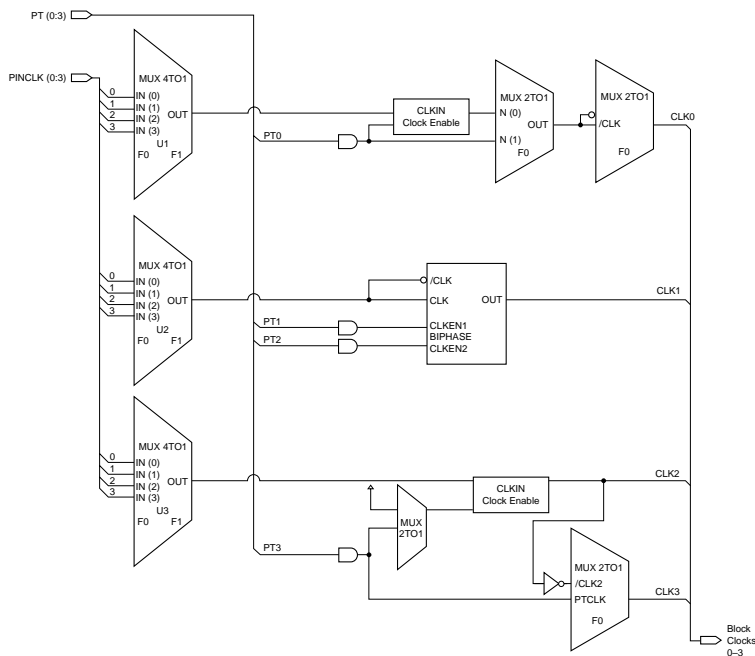 PT (0:3)
PINCLK (0:3)
MUX 4TO1
0
1
2
3
IN (0)
IN (1)
IN (2)
IN (3)
OUT
U1
F0
F1
PT0
CLKIN
Clock Enable
MUX 2TO1
N (0)
OUT
N (1)
F0
MUX 2TO1
/CLK
F0
CLK0
MUX 4TO1
0
1
2
3
IN (0)
IN (1)
IN (2)
IN (3)
OUT
U2
F0
F1
PT1
PT2
/CLK
CLK
OUT
CLKEN1
BIPHASE
CLKEN2
CLK1
MUX 4TO1
0
1
2
3
IN (0)
IN (1)
IN (2)
IN (3)
OUT
U3
F0
F1
PT3
MUX
2TO1
CLKIN
Clock Enable
CLK2
MUX 2TO1
/CLK2
PTCLK
F0
CLK3
Block
Clocks
0–3